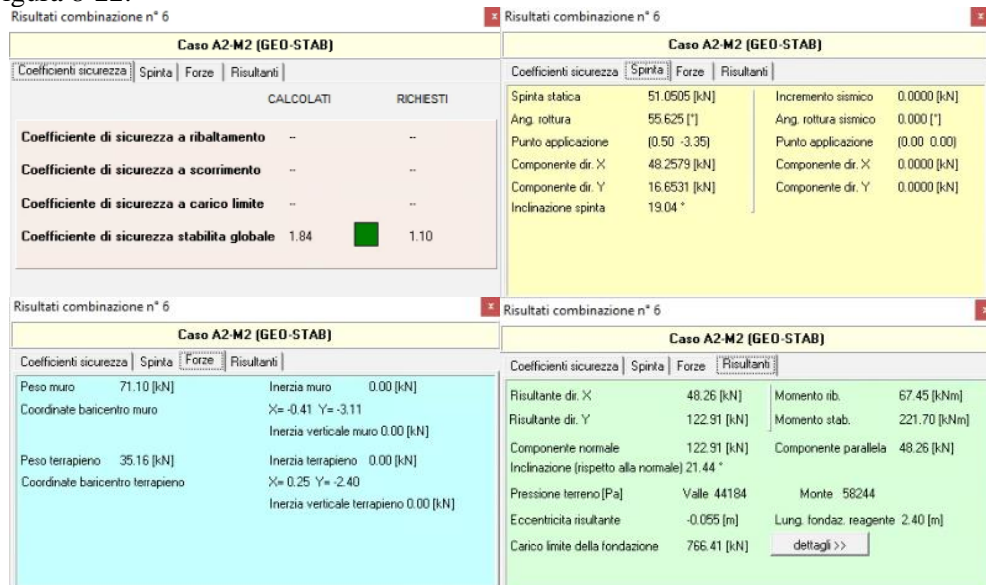 Risultati combinazione n° 6
x
Caso A2-M2 (GEO-STAB)
Coefficienti sicurezza Spinta Forze Risultanti
CALCOLATI RICHIESTI
Coefficiente di sicurezza a ribaltamento -- --
Coefficiente di sicurezza a scorrimento -- --
Coefficiente di sicurezza a carico limite -- --
Coefficiente di sicurezza stabilita globale 1.84 1.10
Risultati combinazione n° 6
x
Caso A2-M2 (GEO-STAB)
Coefficienti sicurezza Spinta Forze Risultanti
Spinta statica 51.0505 [kN] Incremento sismico 0.0000 [kN]
Ang. rottura 55.625 [°] Ang. rottura sismico 0.000 [°]
Punto applicazione (0.50 -3.35) Punto applicazione (0.00 0.00)
Componente dir. X 48.2579 [kN] Componente dir. X 0.0000 [kN]
Componente dir. Y 16.6531 [kN] Componente dir. Y 0.0000 [kN]
Inclinazione spinta 19.04 °
Risultati combinazione n° 6
x
Caso A2-M2 (GEO-STAB)
Coefficienti sicurezza Spinta Forze Risultanti
Peso muro 71.10 [kN] Inerzia muro 0.00 [kN]
Coordinate baricentro muro X= -0.41 Y= -3.11
Inerzia verticale muro 0.00 [kN]
Peso terrapieno 35.16 [kN] Inerzia terrapieno 0.00 [kN]
Coordinate baricentro terrapieno X= 0.25 Y= -2.40
Inerzia verticale terrapieno 0.00 [kN]
Risultati combinazione n° 6
x
Caso A2-M2 (GEO-STAB)
Coefficienti sicurezza Spinta Forze Risultanti
Risultante dir. X 48.26 [kN] Momento rib. 67.45 [kNm]
Risultante dir. Y 122.91 [kN] Momento stab. 221.70 [kNm]
Componente normale 122.91 [kN] Componente parallela 48.26 [kN]
Inclinazione (rispetto alla normale) 21.44 °
Pressione terreno [Pa] Valle 44184 Monte 58244
Eccentricita risultante -0.055 [m] Lung. fondaz. reagente 2.40 [m]
Carico limite della fondazione 766.41 [kN] dettagli >>